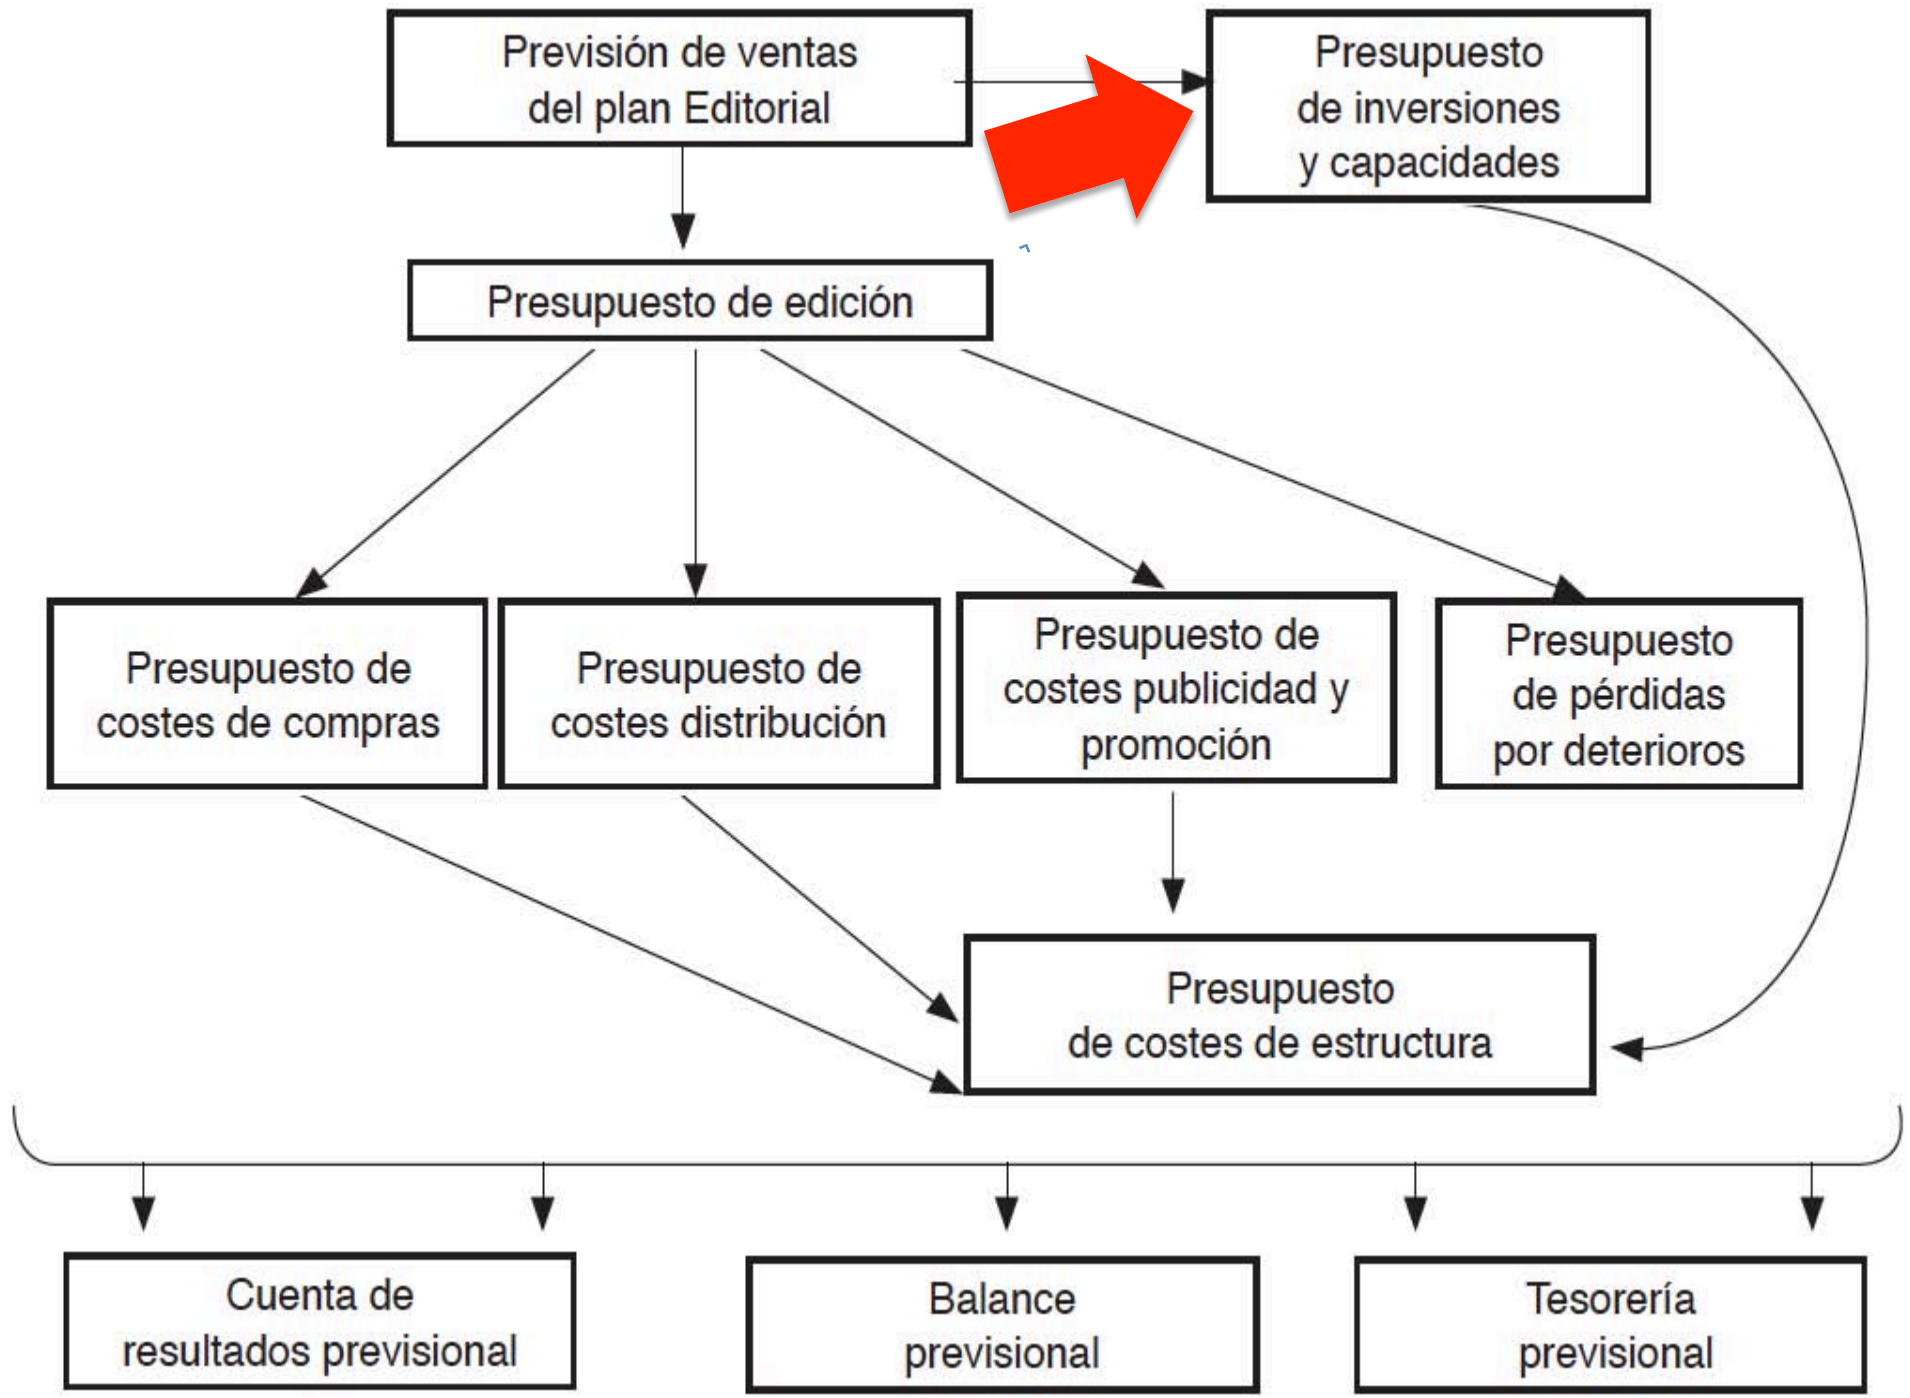 Previsión de ventas
del plan Editorial
Presupuesto
de inversiones
y capacidades
Presupuesto de edición
Presupuesto de
costes de compras
Presupuesto de
costes distribución
Presupuesto de
costes publicidad y
promoción
Presupuesto
de pérdidas
por deterioros
Presupuesto
de costes de estructura
Cuenta de
resultados previsional
Balance
previsional
Tesorería
previsional